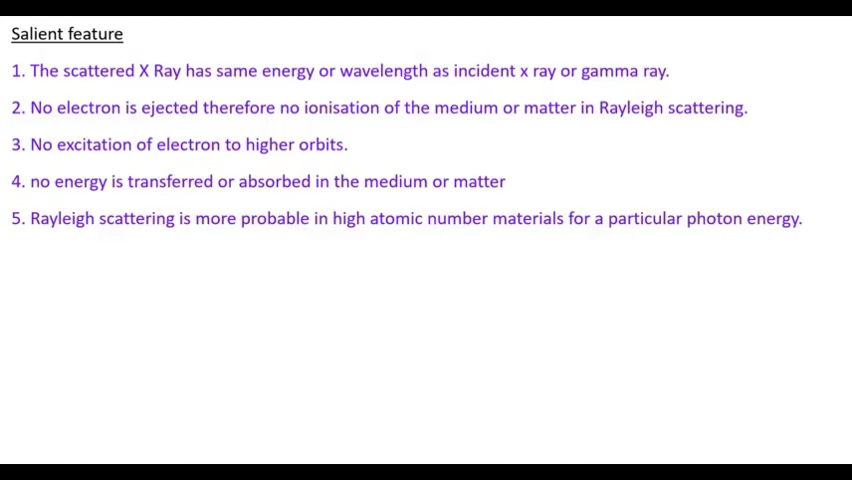 Salient feature
1. The scattered X Ray has same energy or wavelength as incident x ray or gamma ray.
2. No electron is ejected therefore no ionisation of the medium or matter in Rayleigh scattering.
3. No excitation of electron to higher orbits.
4. no energy is transferred or absorbed in the medium or matter
5. Rayleigh scattering is more probable in high atomic number materials for a particular photon energy.